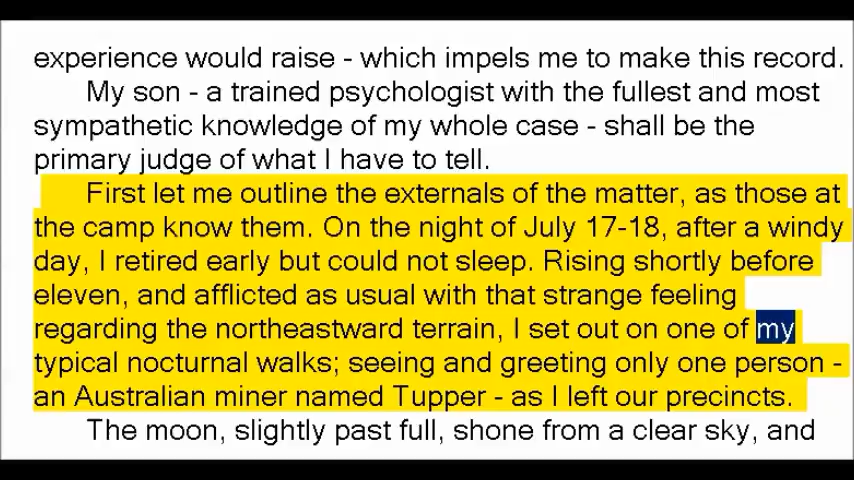 experience would raise - which impels me to make this record.
My son - a trained psychologist with the fullest and most
sympathetic knowledge of my whole case - shall be the
primary judge of what I have to tell.
First let me outline the externals of the matter, as those at
the camp know them. On the night of July 17-18, after a windy
day, I retired early but could not sleep. Rising shortly before
eleven, and afflicted as usual with that strange feeling
regarding the northeastward terrain, I set out on one of my
typical nocturnal walks; seeing and greeting only one person -
an Australian miner named Tupper - as I left our precincts.
The moon, slightly past full, shone from a clear sky, and